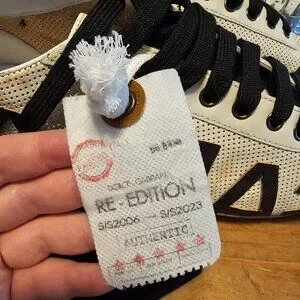 DOLCE & GABBANA
RE-EDITION
S/S2006 — S/S2023
AUTHENTIC